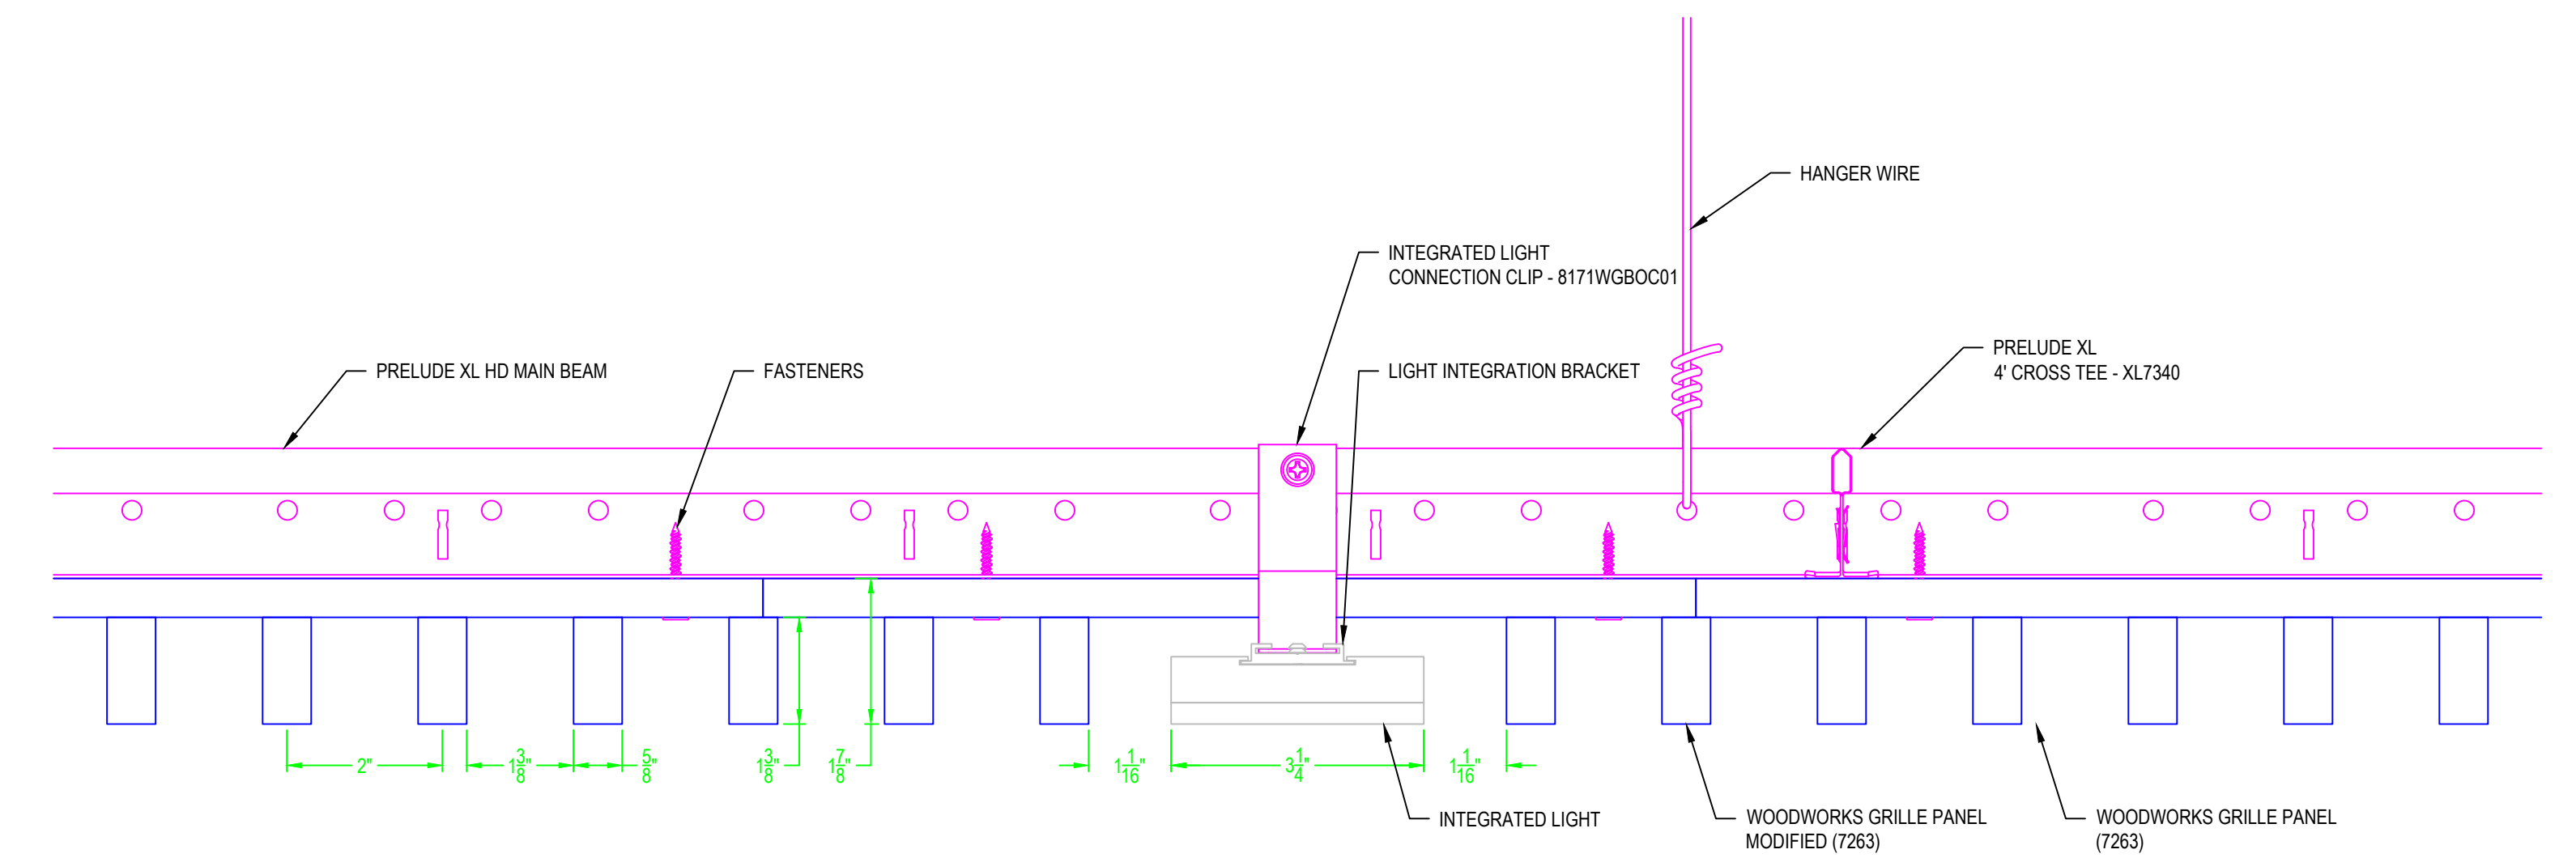 HANGER WIRE
INTEGRATED LIGHT
CONNECTION CLIP - 8171WGBOC01
PRELUDE XL
4' CROSS TEE - XL7340
PRELUDE XL HD MAIN BEAM
FASTENERS
LIGHT INTEGRATION BRACKET
2"
1 3/8"
5/8"
1 3/8"
1 7/8"
1 1/16"
3 1/4"
1 1/16"
INTEGRATED LIGHT
WOODWORKS GRILLE PANEL
MODIFIED (7263)
WOODWORKS GRILLE PANEL
(7263)